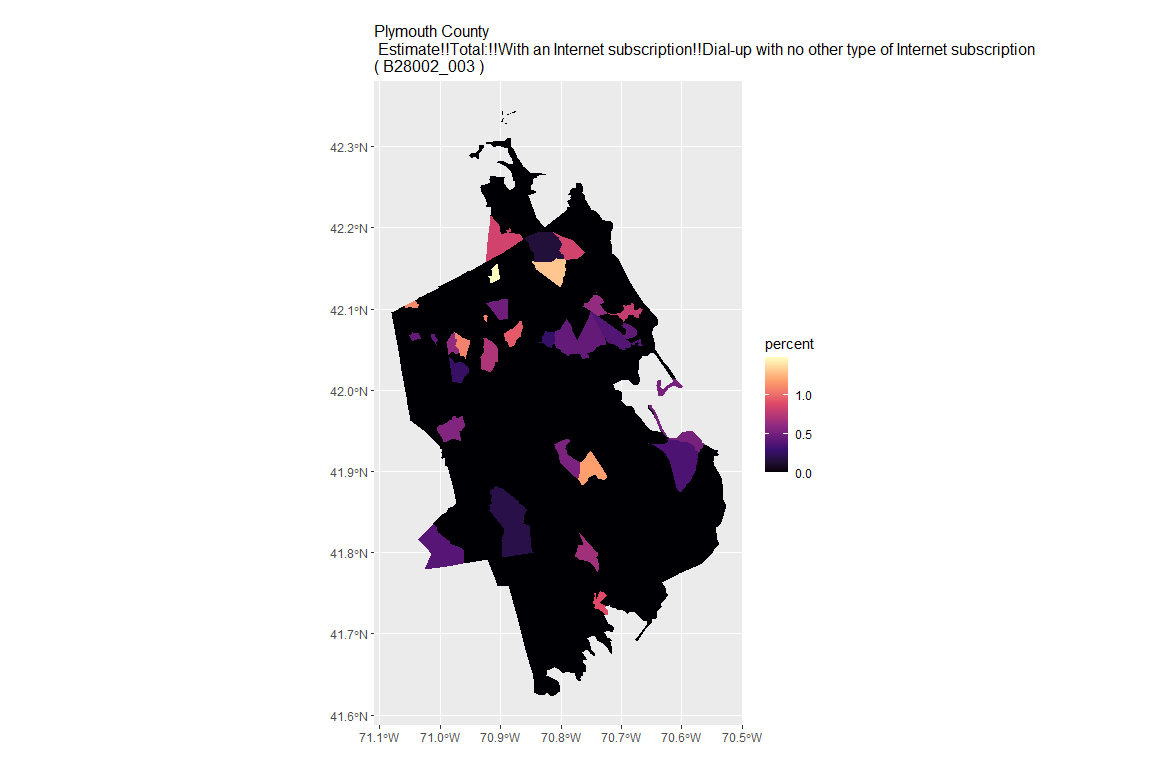 Plymouth County
Estimate!!Total:!!With an Internet subscription!!Dial-up with no other type of Internet subscription
( B28002_003 )
42.3°N
42.2°N
42.1°N
42.0°N
41.9°N
41.8°N
41.7°N
41.6°N
71.1°W 71.0°W 70.9°W 70.8°W 70.7°W 70.6°W 70.5°W
percent
1.0
0.5
0.0